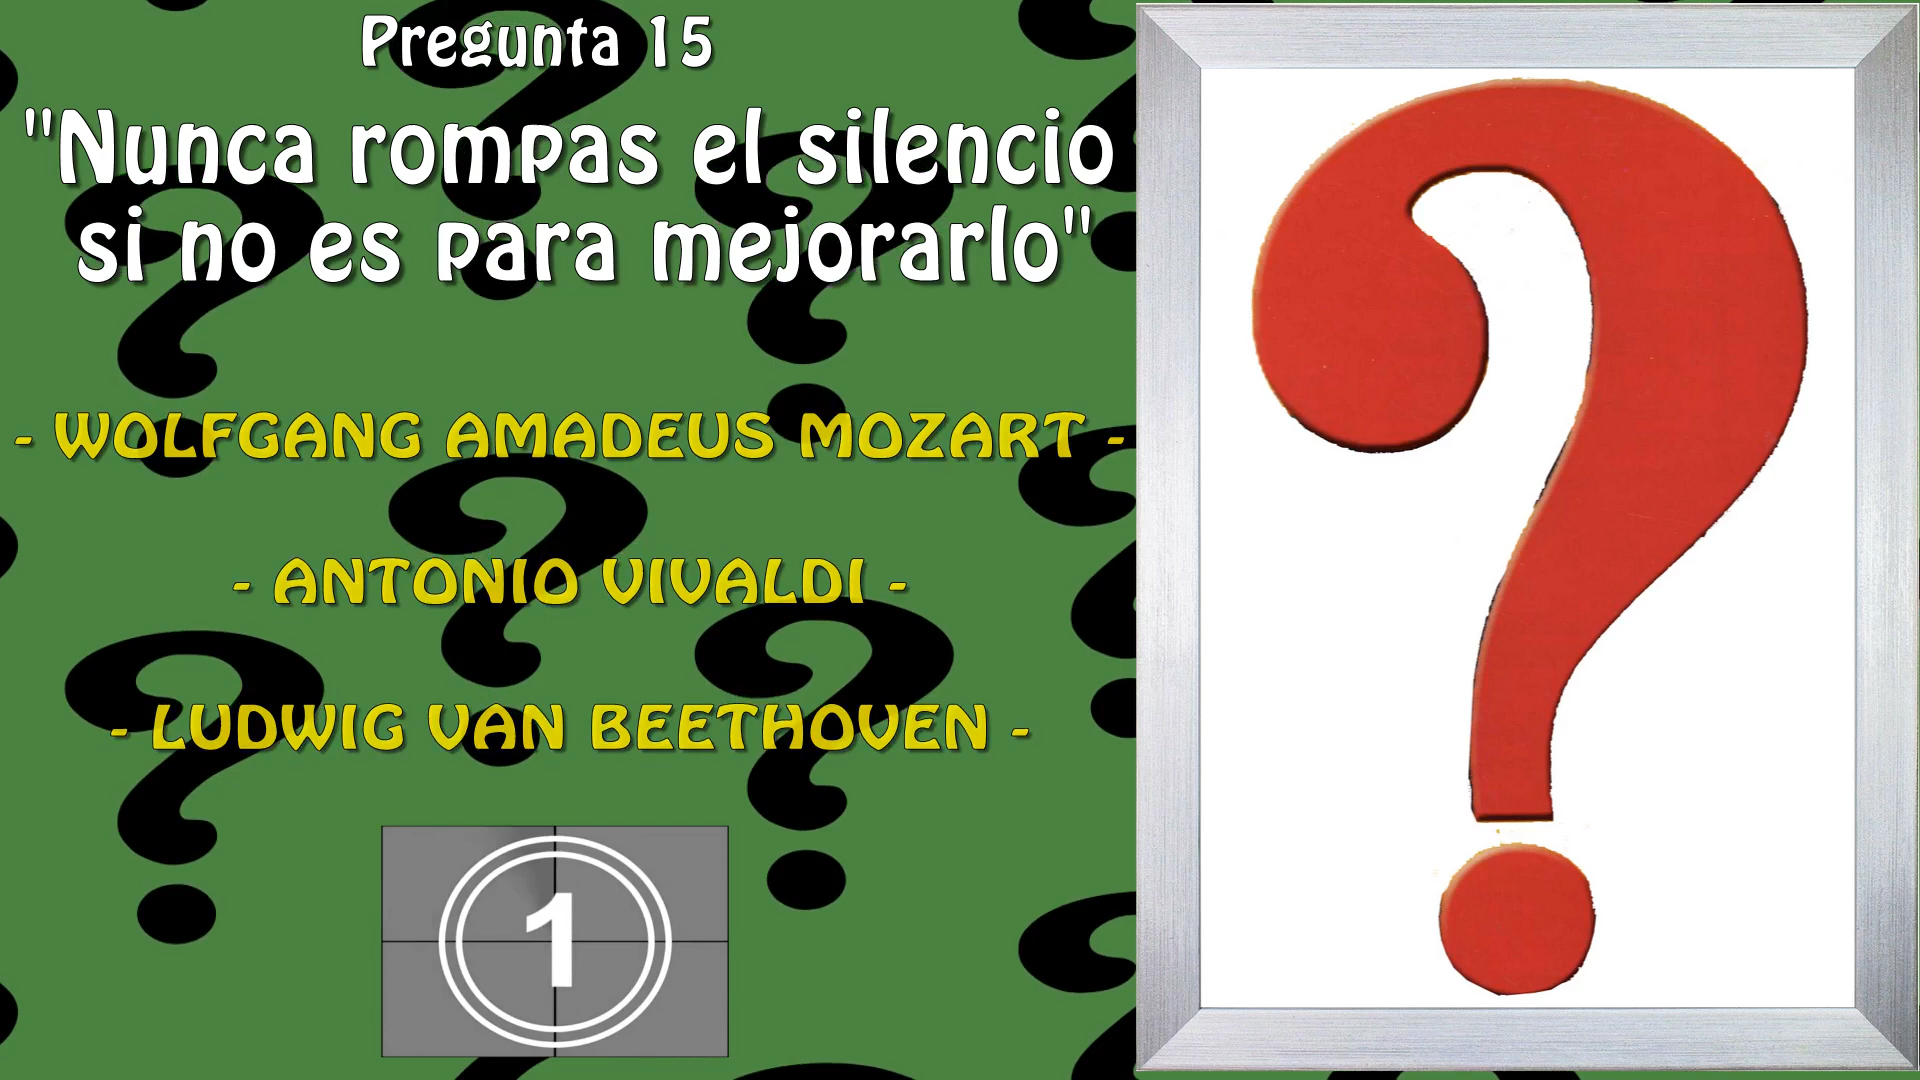 Pregunta 15
"Nunca rompas el silencio
si no es para mejorarlo"
- WOLFGANG AMADEUS MOZART -
- ANTONIO VIVALDI -
- LUDWIG VAN BEETHOVEN -
1
?